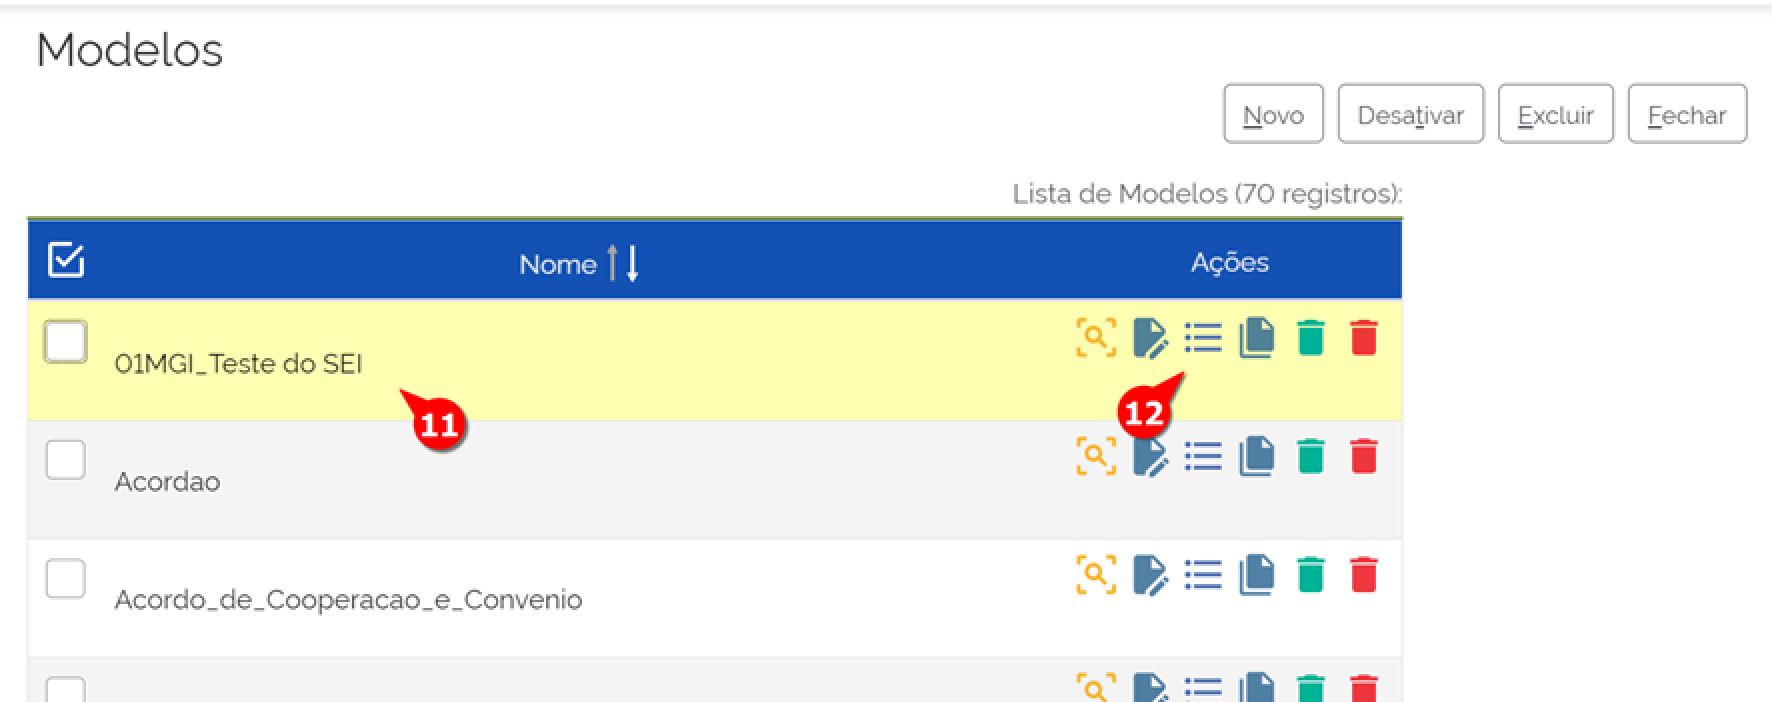 Modelos
Novo Desativar Excluir Fechar
Lista de Modelos (70 registros):
Nome Ações
01MGI_Teste do SEI
11
12
Acordao
Acordo_de_Cooperacao_e_Convenio